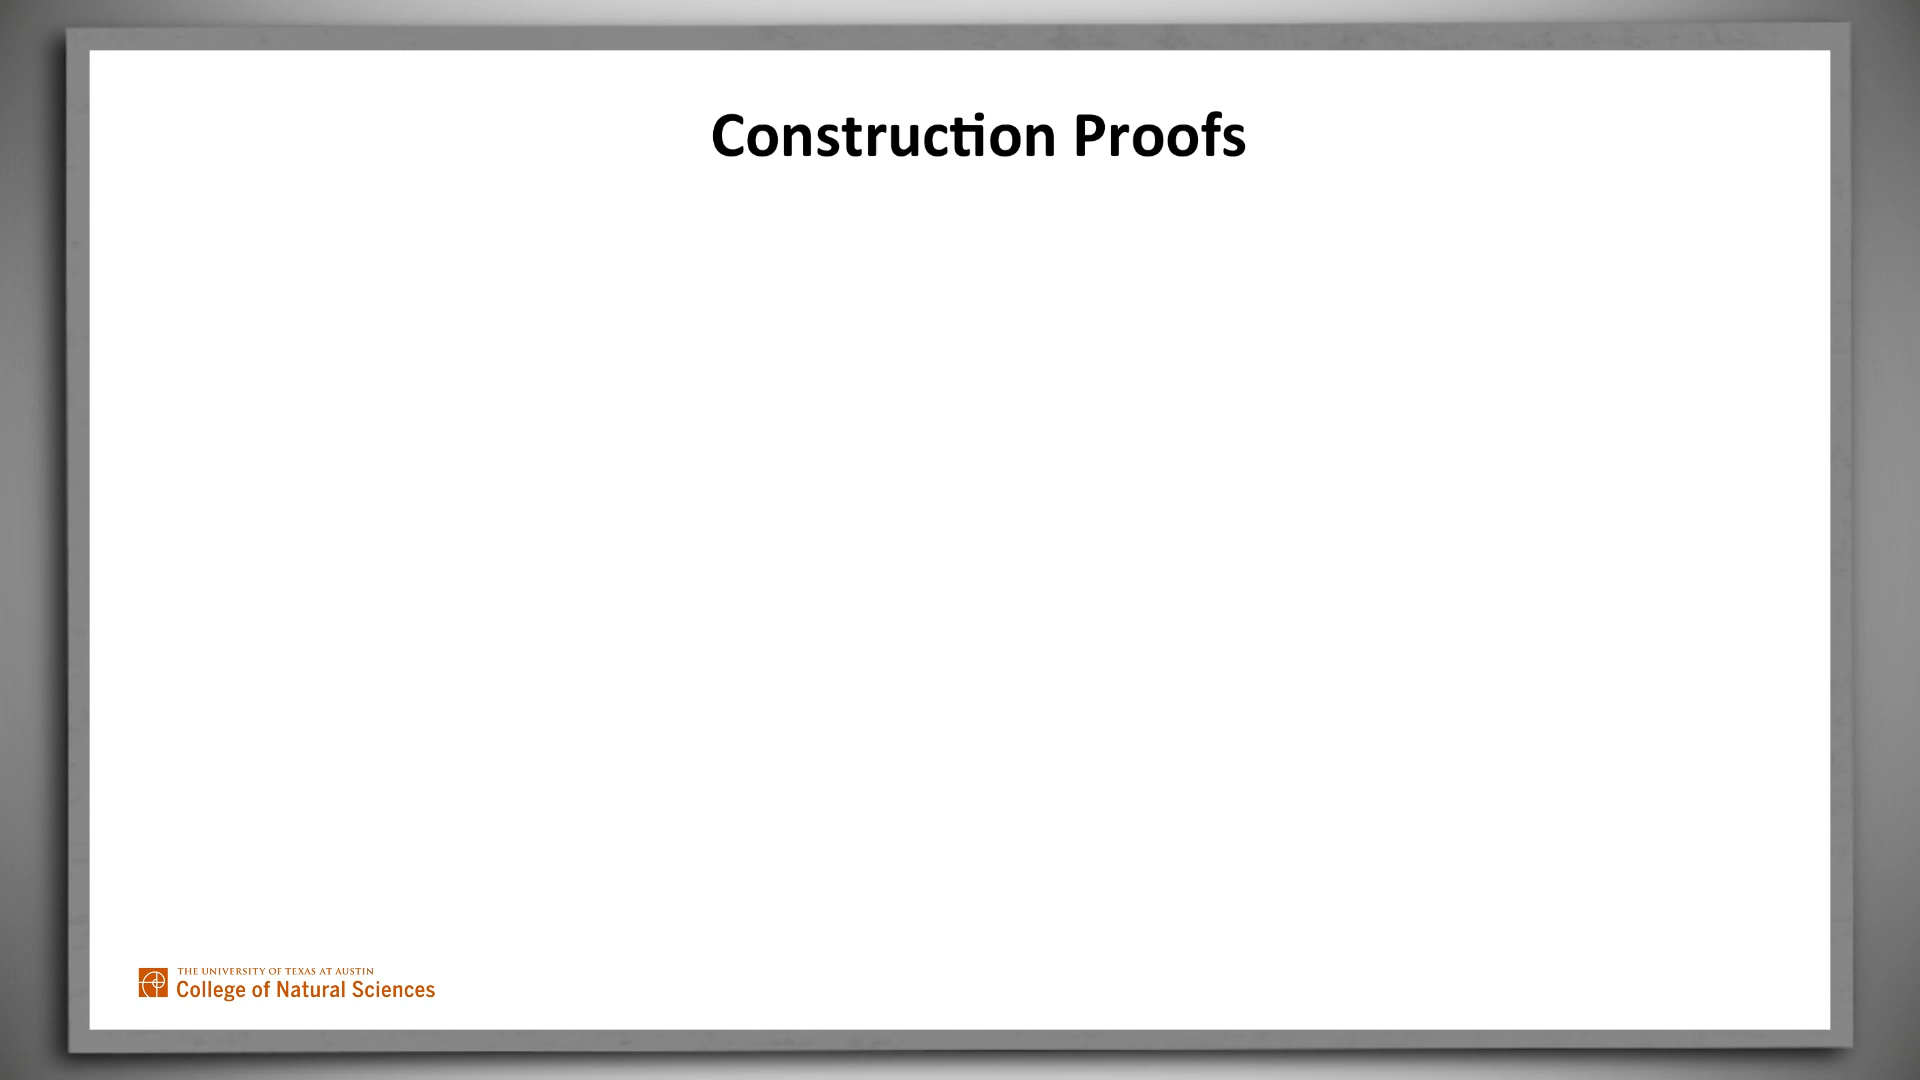 Construction Proofs
THE UNIVERSITY OF TEXAS AT AUSTIN
College of Natural Sciences